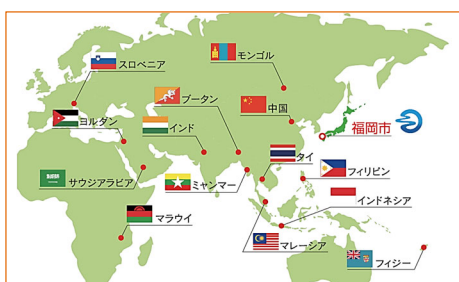 モンゴル
スロベニア
ブータン
中国
福岡市
ヨルダン
インド
タイ
フィリピン
サウジアラビア
ミャンマー
インドネシア
マラウイ
マレーシア
フィジー